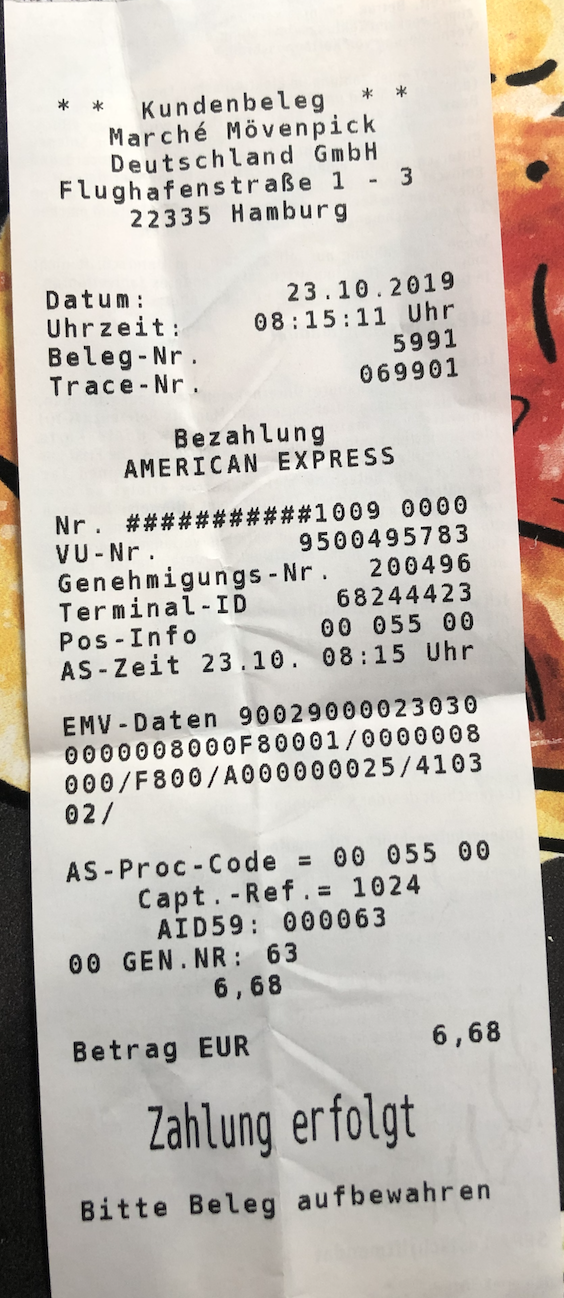 * * Kundenbeleg * *
Marché Mövenpick
Deutschland GmbH
Flughafenstraße 1 - 3
22335 Hamburg
Datum: 23.10.2019
Uhrzeit: 08:15:11 Uhr
Beleg-Nr. 5991
Trace-Nr. 069901
Bezahlung
AMERICAN EXPRESS
Nr. ###########1009 0000
VU-Nr. 9500495783
Genehmigungs-Nr. 200496
Terminal-ID 68244423
Pos-Info 00 055 00
AS-Zeit 23.10. 08:15 Uhr
EMV-Daten 90029000023030
0000008000F80001/0000008
000/F800/A000000025/4103
02/
AS-Proc-Code = 00 055 00
Capt.-Ref.= 1024
AID59: 000063
00 GEN.NR: 63
6,68
Betrag EUR 6,68
Zahlung erfolgt
Bitte Beleg aufbewahren